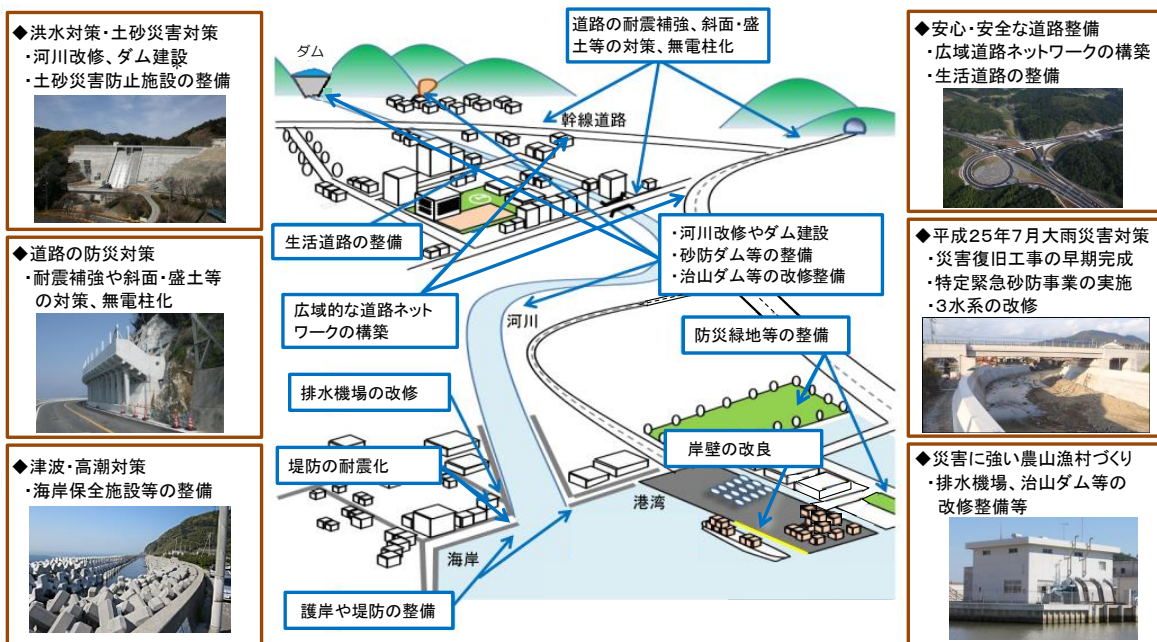 ◆洪水対策・土砂災害対策
・河川改修、ダム建設
・土砂災害防止施設の整備
◆道路の防災対策
・耐震補強や斜面・盛土等
の対策、無電柱化
◆津波・高潮対策
・海岸保全施設等の整備
ダム
道路の耐震補強、斜面・盛
土等の対策、無電柱化
幹線道路
生活道路の整備
・河川改修やダム建設
・砂防ダム等の整備
・治山ダム等の改修整備
広域的な道路ネット
ワークの構築
河川
防災緑地等の整備
排水機場の改修
岸壁の改良
堤防の耐震化
港湾
海岸
護岸や堤防の整備
◆安心・安全な道路整備
・広域道路ネットワークの構築
・生活道路の整備
◆平成25年7月大雨災害対策
・災害復旧工事の早期完成
・特定緊急砂防事業の実施
・3水系の改修
◆災害に強い農山漁村づくり
・排水機場、治山ダム等の
改修整備等